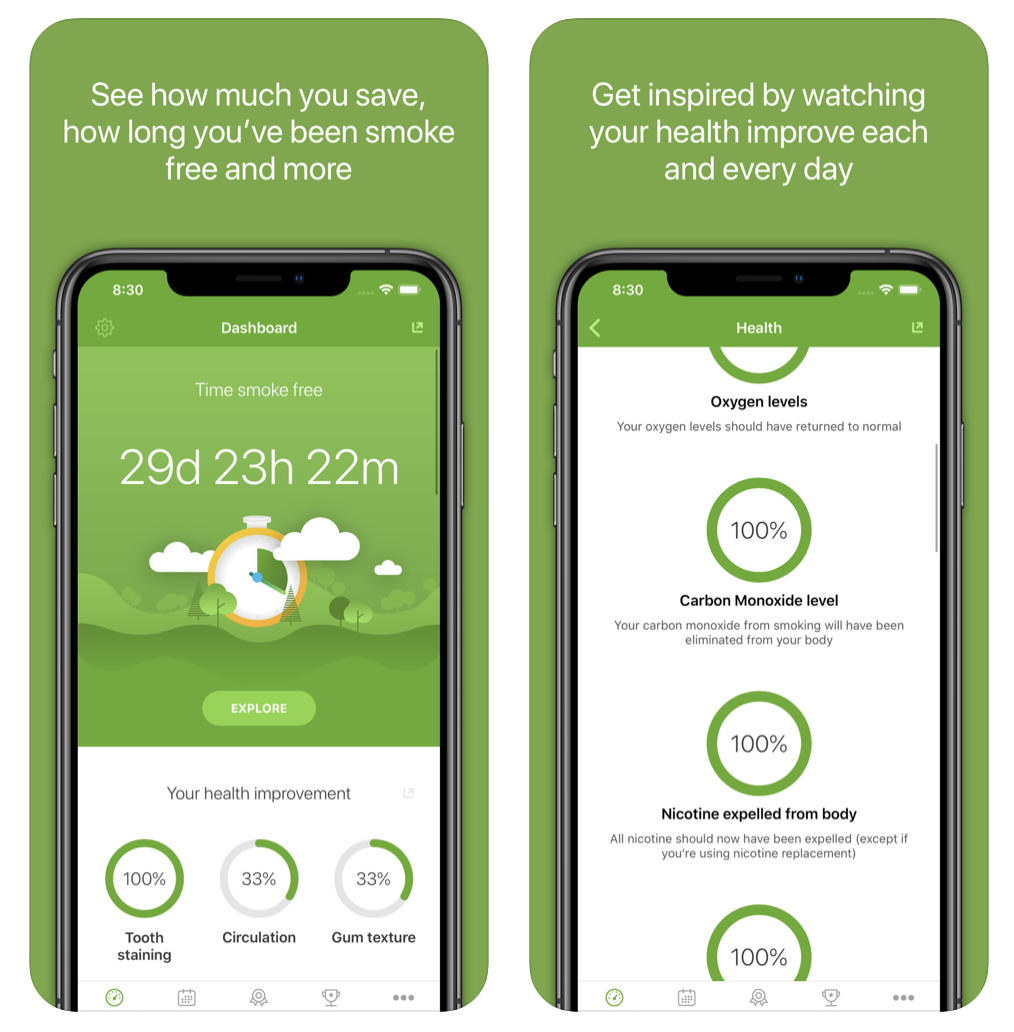 See how much you save,
how long you've been smoke
free and more
8:30
Dashboard
Time smoke free
29d 23h 22m
EXPLORE
Your health improvement
100%
33%
33%
Tooth
staining
Circulation
Gum texture
Get inspired by watching
your health improve each
and every day
8:30
Health
Oxygen levels
Your oxygen levels should have returned to normal
100%
Carbon Monoxide level
Your carbon monoxide from smoking will have been
eliminated from your body
100%
Nicotine expelled from body
All nicotine should now have been expelled (except if
you're using nicotine replacement)
100%